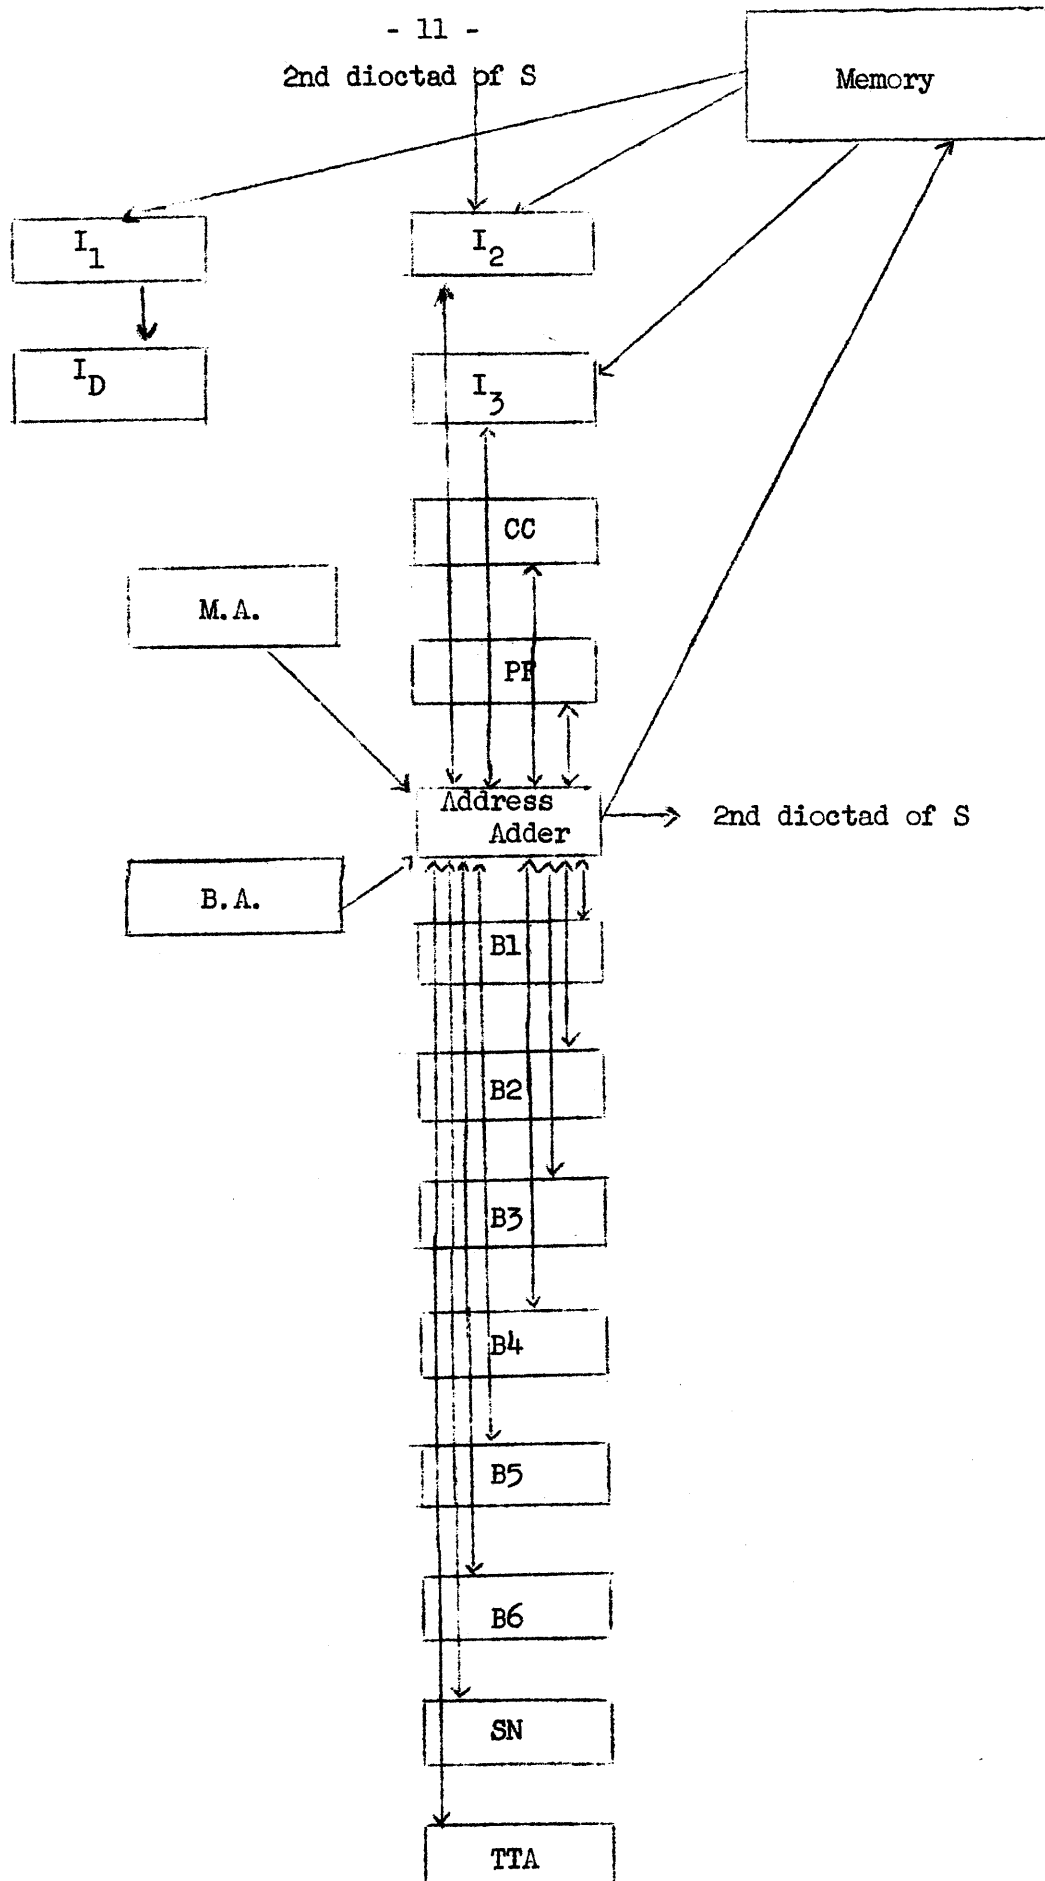 - 11 -
2nd dioctad of S
Memory
I1
I2
ID
I3
CC
M.A.
PF
Address
Adder
2nd dioctad of S
B.A.
B1
B2
B3
B4
B5
B6
SN
TTA